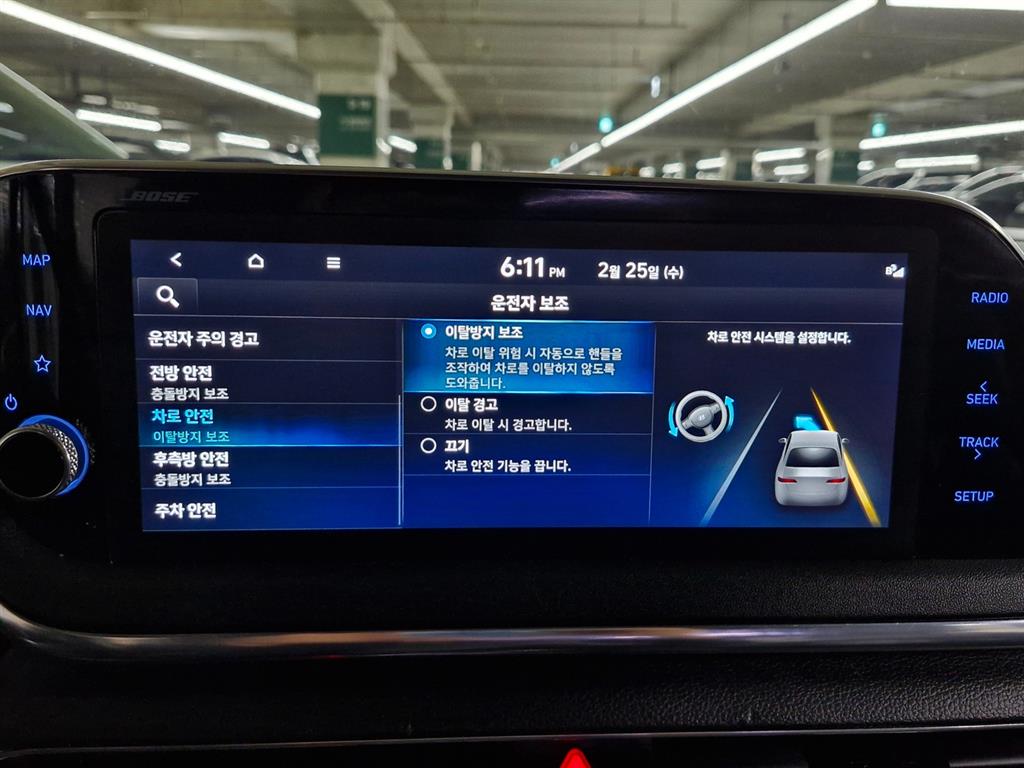 BOSE
MAP
NAV
6:11 PM 2월 25일 (수)
운전자 보조
운전자 주의 경고
전방 안전
충돌방지 보조
차로 안전
이탈방지 보조
후측방 안전
충돌방지 보조
주차 안전
이탈방지 보조
차로 이탈 위험 시 자동으로 핸들을
조작하여 차로를 이탈하지 않도록
도와줍니다.
이탈 경고
차로 이탈 시 경고합니다.
끄기
차로 안전 기능을 끕니다.
차로 안전 시스템을 설정합니다.
RADIO
MEDIA
SEEK
TRACK
SETUP